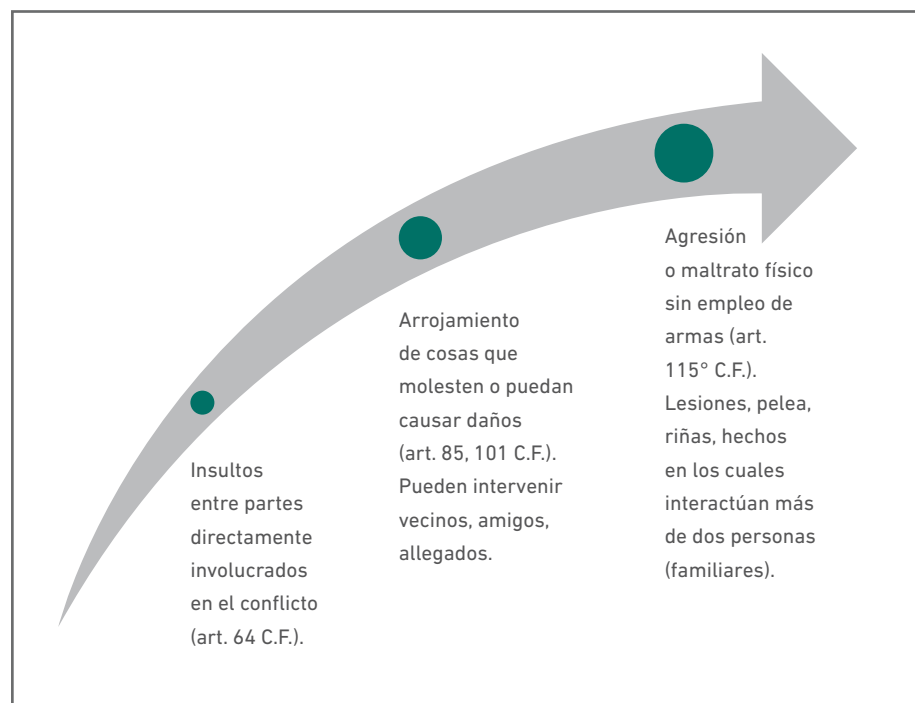 Insultos
entre partes
directamente
involucrados
en el conflicto
(art. 64 C.F.).
Arrojamiento
de cosas que
molesten o puedan
causar daños
(art. 85, 101 C.F.).
Pueden intervenir
vecinos, amigos,
allegados.
Agresión
o maltrato físico
sin empleo de
armas (art.
115° C.F.).
Lesiones, pelea,
riñas, hechos
en los cuales
interactúan más
de dos personas
(familiares).